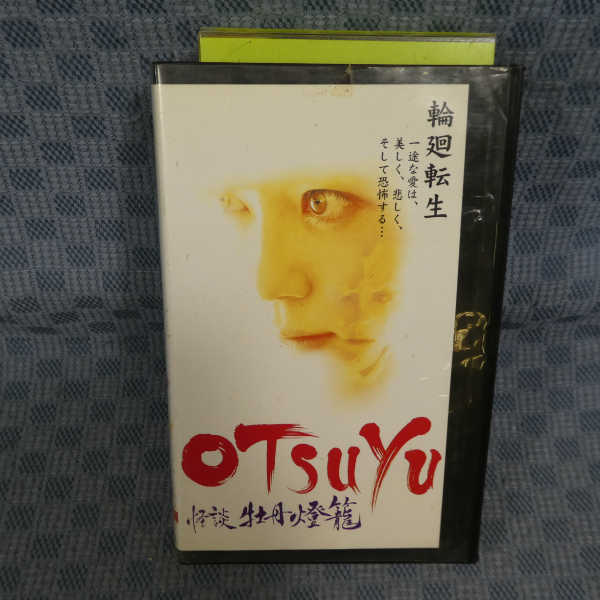 輪廻転生
一途な愛は、
美しく、悲しく、
そして恐怖する…
OTSUYU
怪談 牡丹燈籠